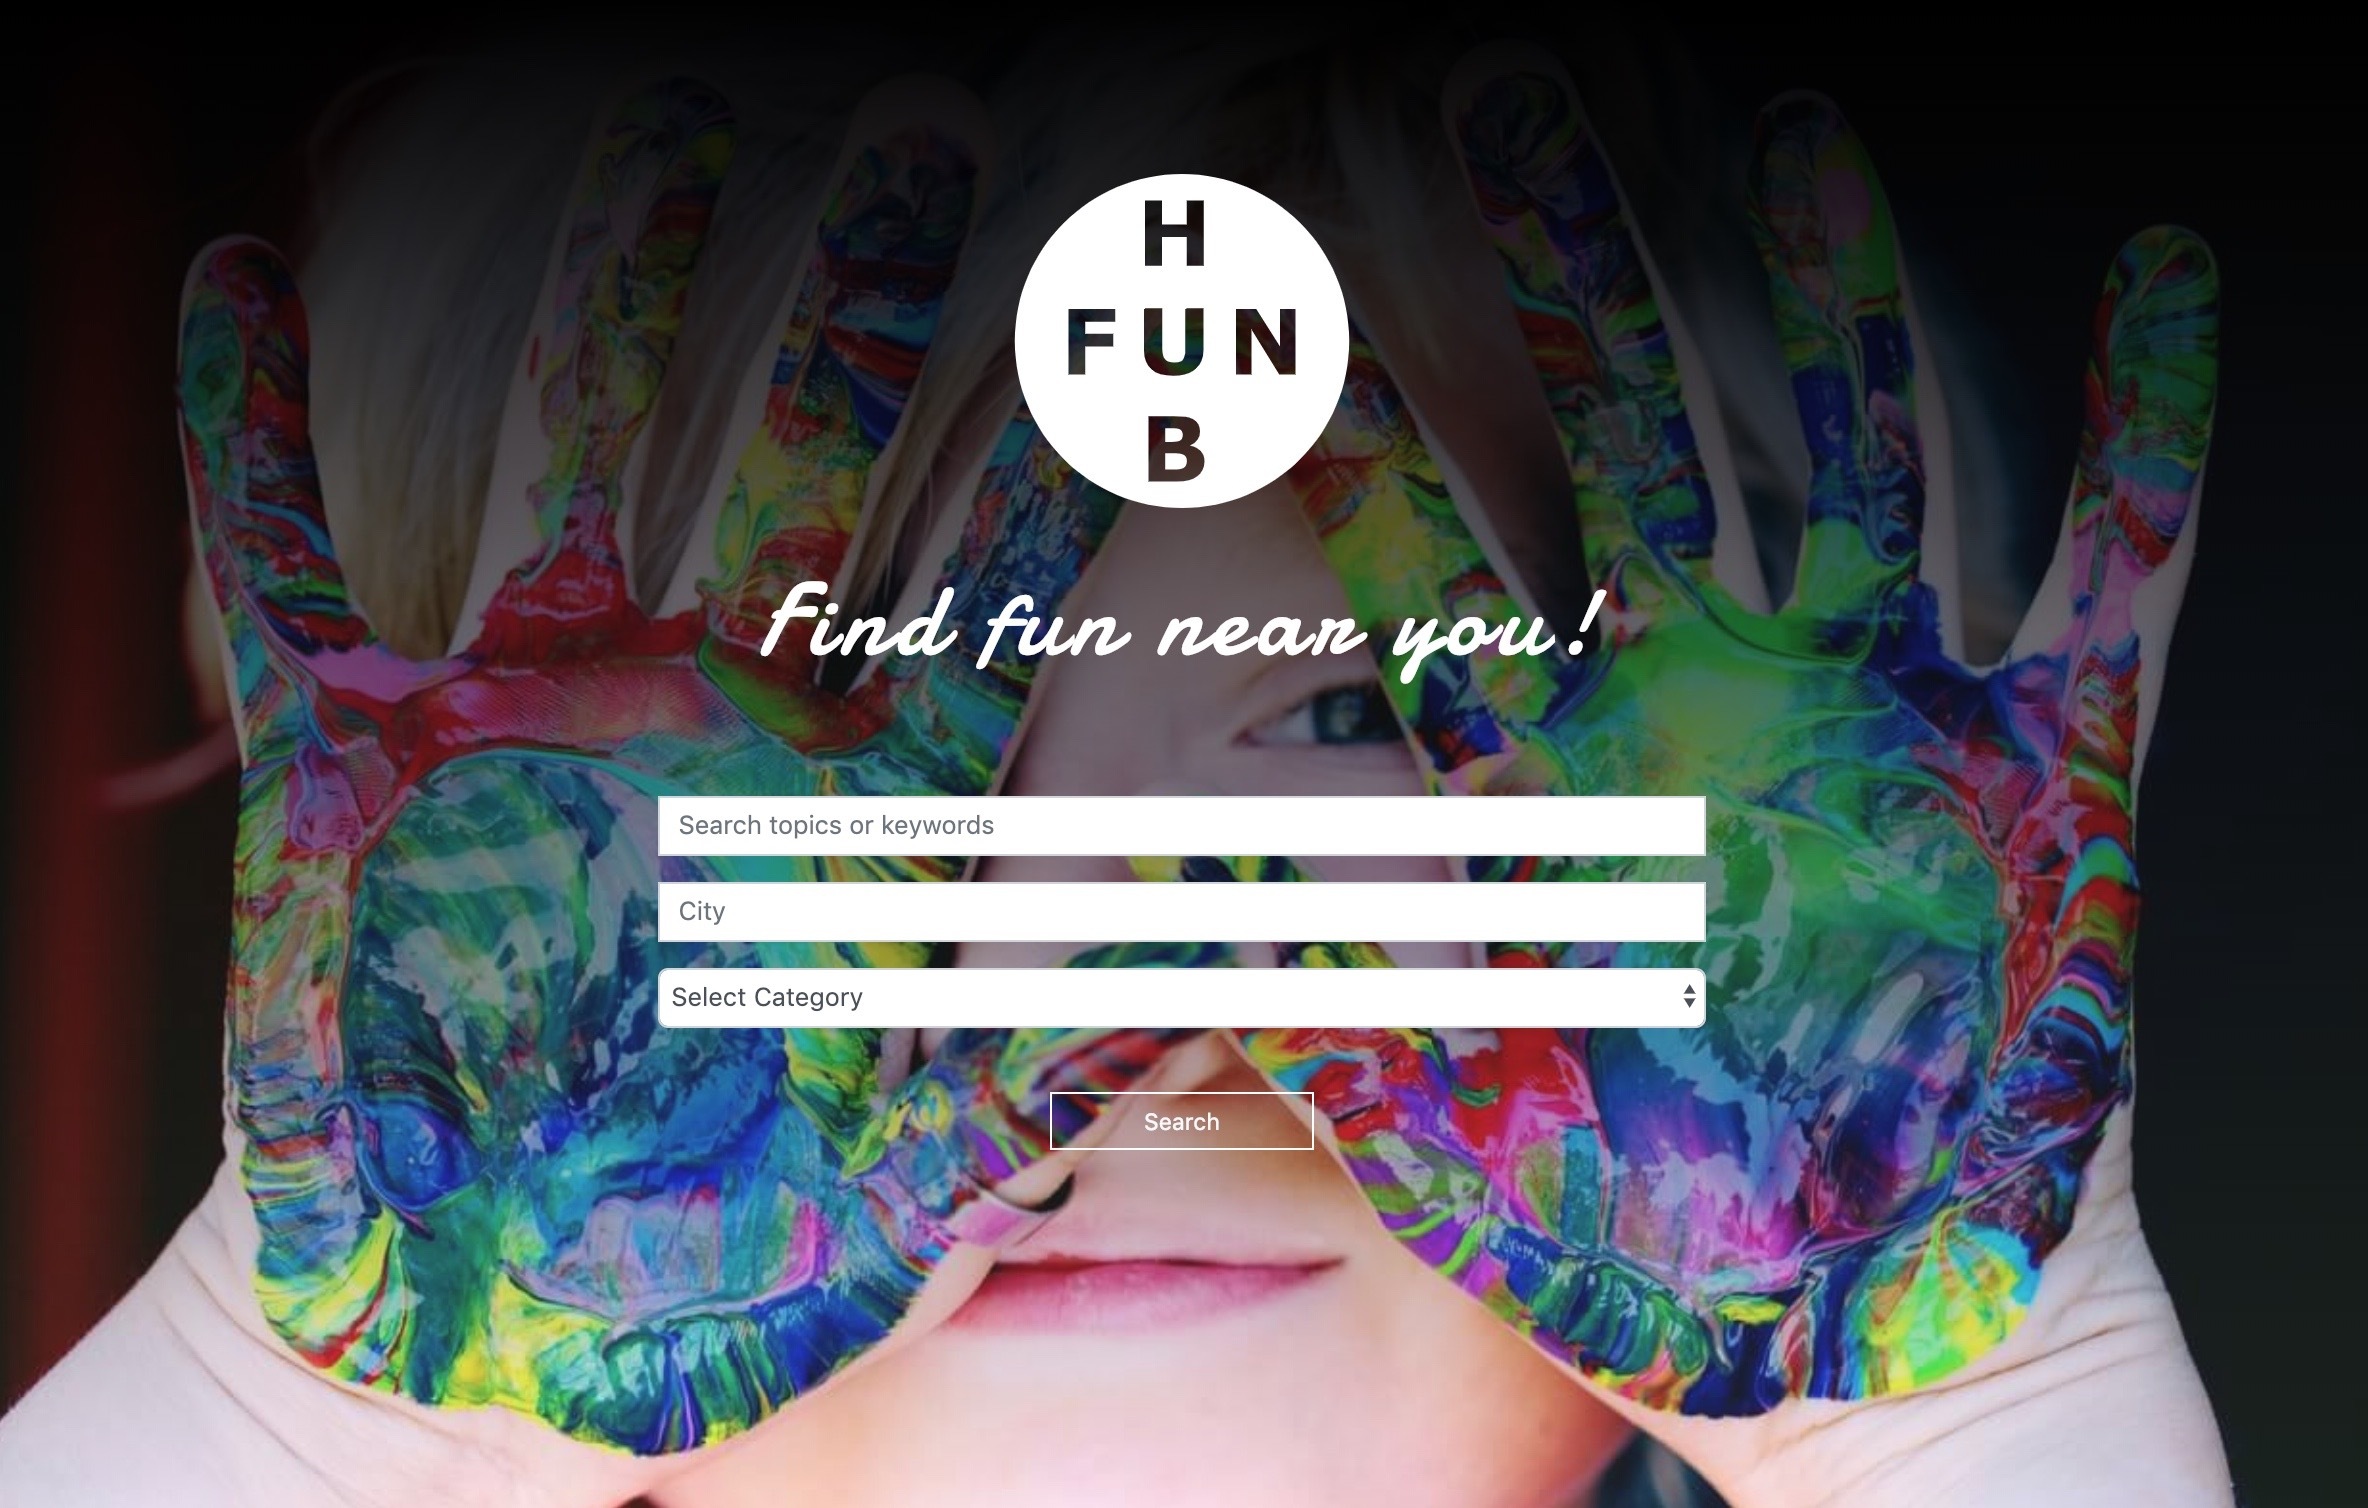 H
FUN
B
Find fun near you!
Search topics or keywords
City
Select Category
Search